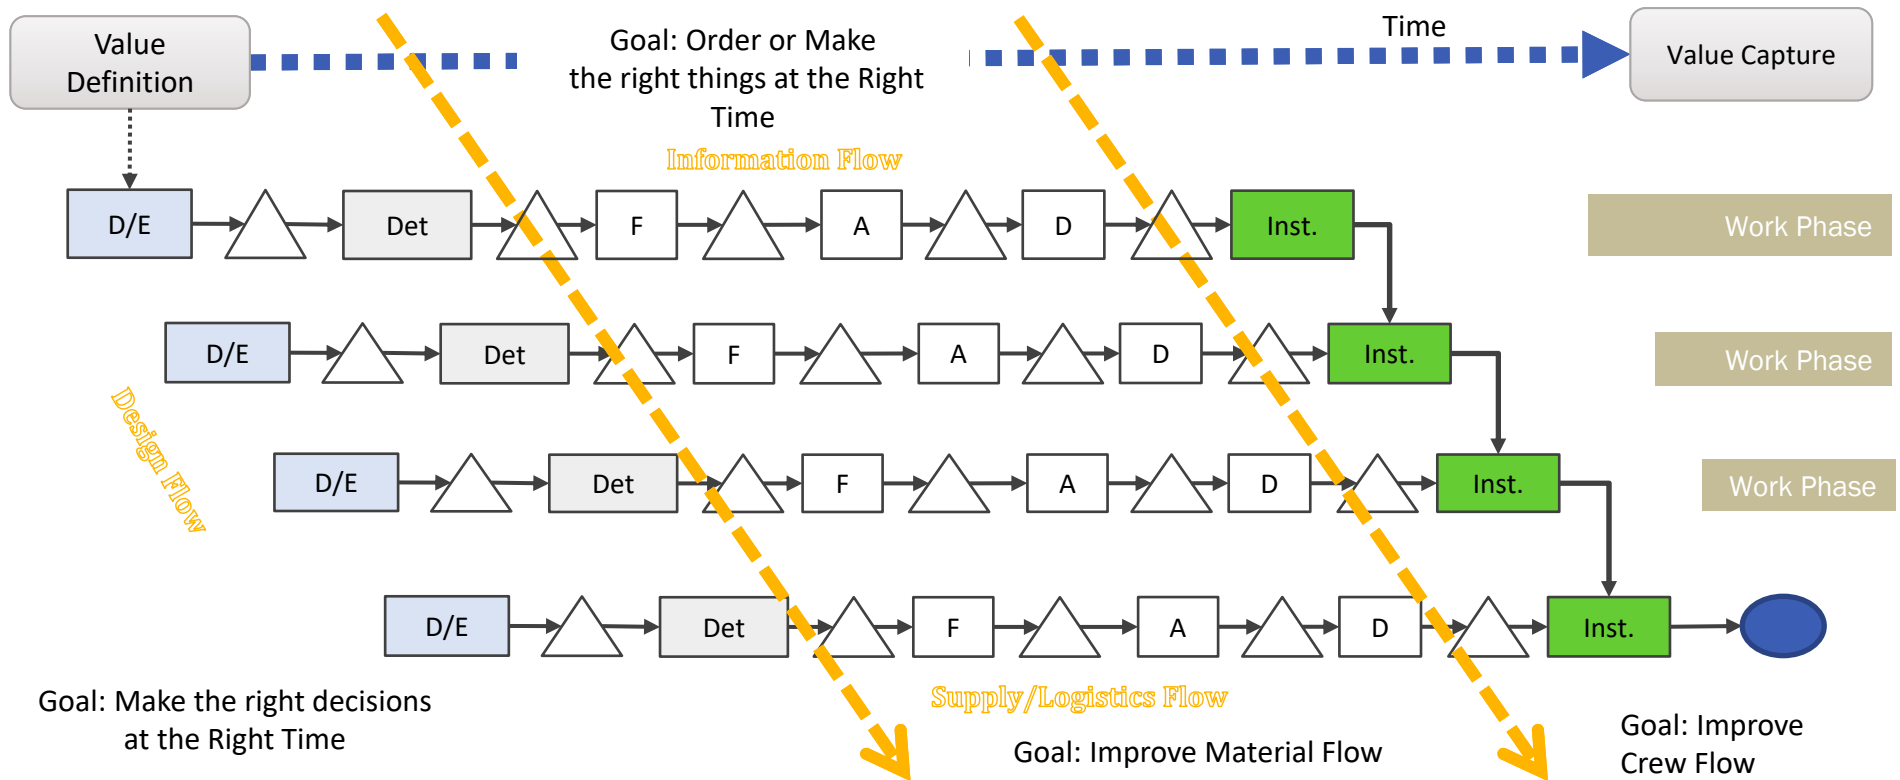 Value
Definition
Goal: Order or Make
the right things at the Right
Time
Time
Value Capture
Information Flow
D/E
Det
F
A
D
Inst.
Work Phase
D/E
Det
F
A
D
Inst.
Work Phase
Design Flow
D/E
Det
F
A
D
Inst.
Work Phase
D/E
Det
F
A
D
Inst.
Goal: Make the right decisions
at the Right Time
Supply/Logistics Flow
Goal: Improve Material Flow
Goal: Improve
Crew Flow